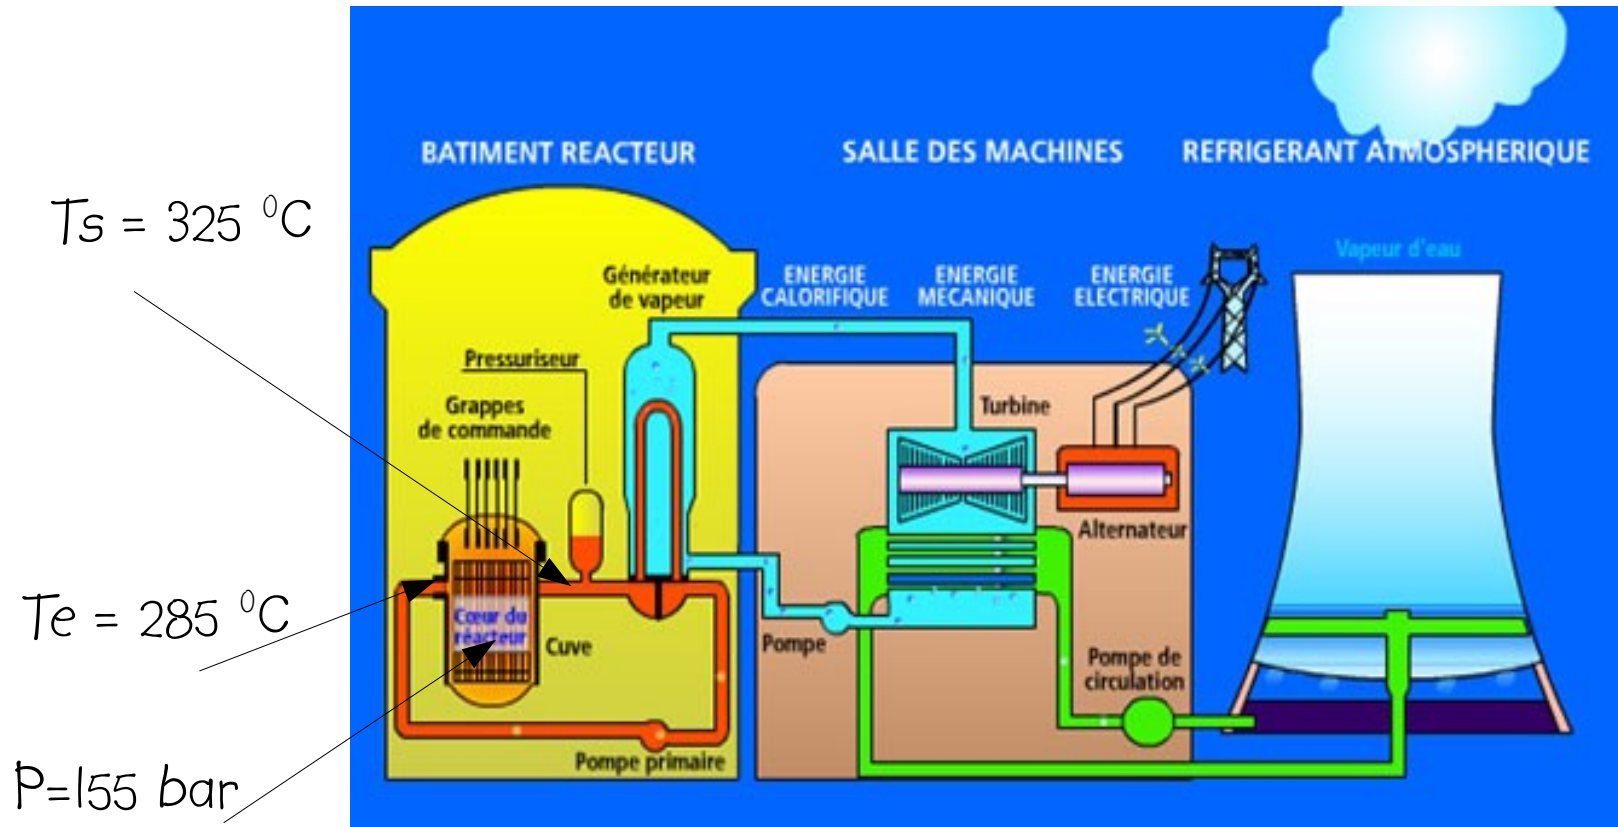 BATIMENT REACTEUR
SALLE DES MACHINES
REFRIGERANT ATMOSPHERIQUE
Ts = 325 ⁰C
Vapeur d'eau
Générateur
de vapeur
ENERGIE
CALORIFIQUE
ENERGIE
MECANIQUE
ENERGIE
ELECTRIQUE
Pressuriseur
Grappes
de commande
Turbine
Alternateur
Te = 285 ⁰C
Cœur du
réacteur
Cuve
Pompe
Pompe de
circulation
Pompe primaire
P=155 bar